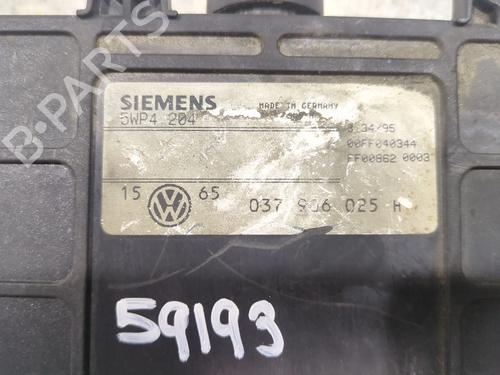 B-PARTS
SIEMENS
MADE IN GERMANY
5WP4 204
34/95
00FF040344
FF00862 0003
15 65
037 906 025 H
59193